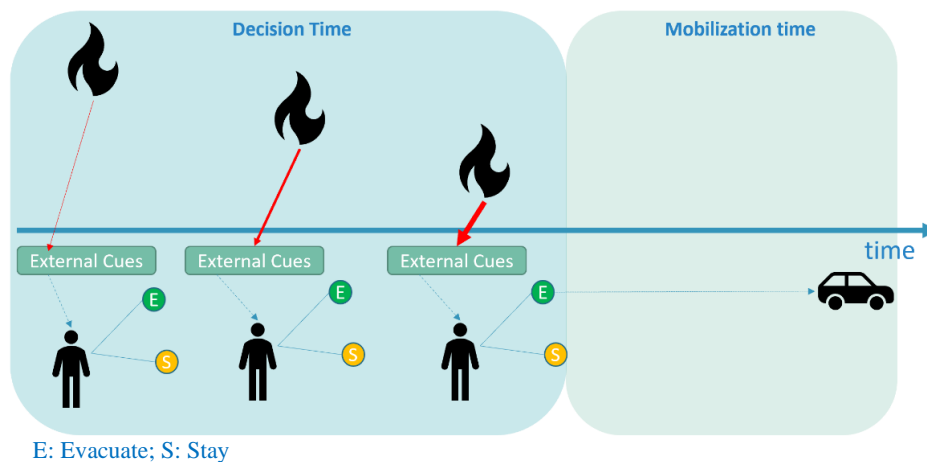 Decision Time
Mobilization time
time
External Cues
External Cues
External Cues
E
E
E
S
S
S
E: Evacuate; S: Stay